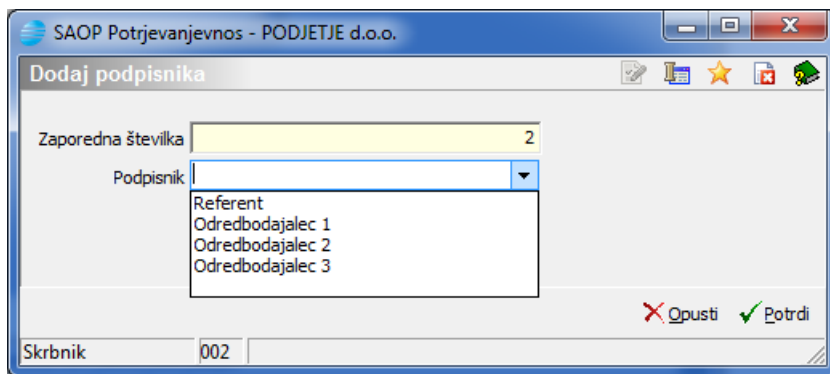 SAOP Potrjevanjevnos - PODJETJE d.o.o.
Dodaj podpisnika
Zaporedna številka 2
Podpisnik
Referent
Odredbodajalec 1
Odredbodajalec 2
Odredbodajalec 3
Opusti Potrdi
Skrbnik 002